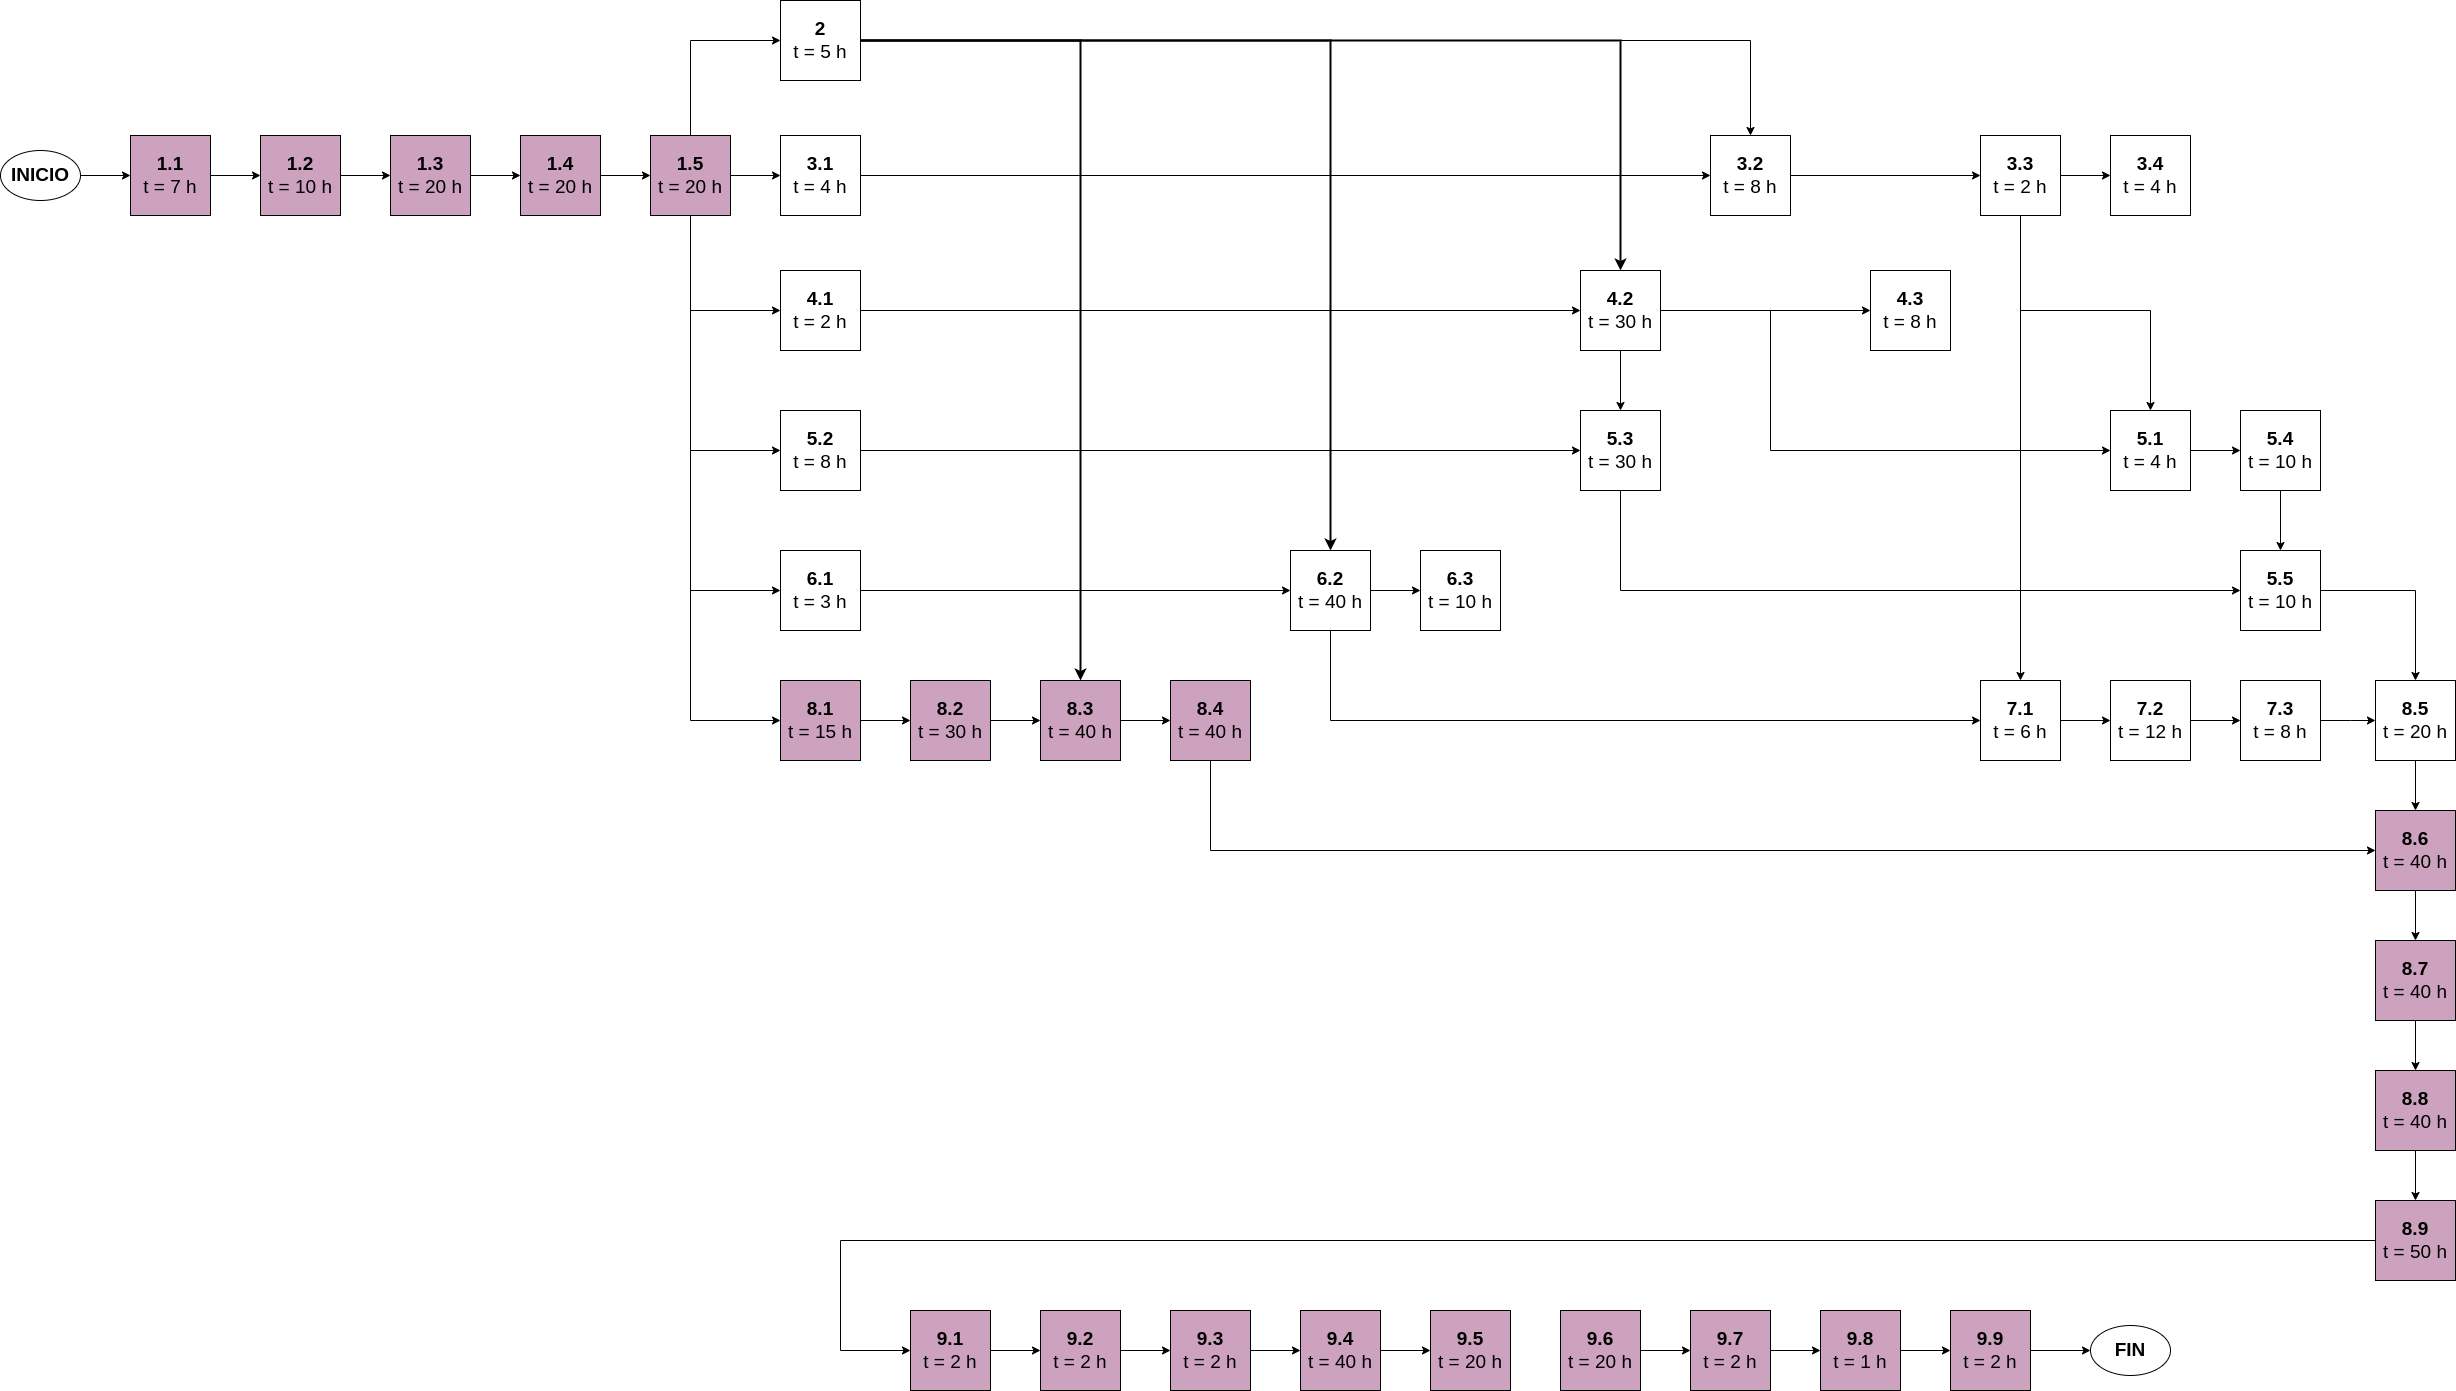 2
t = 5 h
INICIO
1.1
t = 7 h
1.2
t = 10 h
1.3
t = 20 h
1.4
t = 20 h
1.5
t = 20 h
3.1
t = 4 h
3.2
t = 8 h
3.3
t = 2 h
3.4
t = 4 h
4.1
t = 2 h
4.2
t = 30 h
4.3
t = 8 h
5.2
t = 8 h
5.3
t = 30 h
5.1
t = 4 h
5.4
t = 10 h
6.1
t = 3 h
6.2
t = 40 h
6.3
t = 10 h
5.5
t = 10 h
8.1
t = 15 h
8.2
t = 30 h
8.3
t = 40 h
8.4
t = 40 h
7.1
t = 6 h
7.2
t = 12 h
7.3
t = 8 h
8.5
t = 20 h
8.6
t = 40 h
8.7
t = 40 h
8.8
t = 40 h
8.9
t = 50 h
9.1
t = 2 h
9.2
t = 2 h
9.3
t = 2 h
9.4
t = 40 h
9.5
t = 20 h
9.6
t = 20 h
9.7
t = 2 h
9.8
t = 1 h
9.9
t = 2 h
FIN